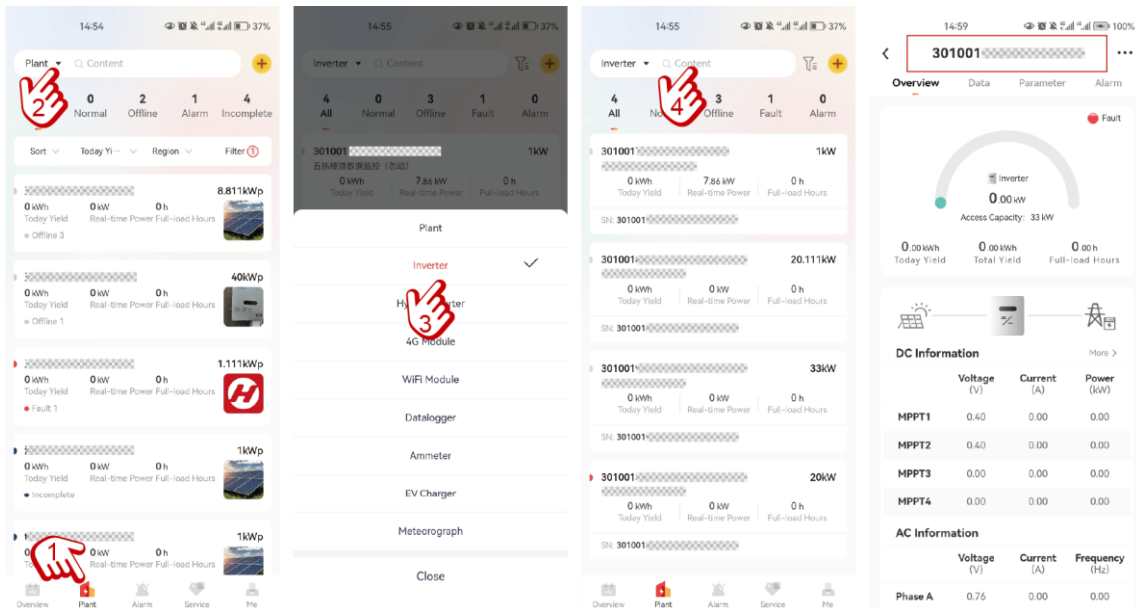 14:54
37%
Plant
Content
2
0
2
1
4
Normal
Offline
Alarm
Incomplete
Sort
Today Yi···
Region
Filter 1
8.811kWp
0 kWh
0 kW
0 h
Today Yield
Real-time Power
Full-load Hours
Offline 3
40kWp
0 kWh
0 kW
0 h
Today Yield
Real-time Power
Full-load Hours
Offline 1
1.111kWp
0 kWh
0 kW
0 h
Today Yield
Real-time Power
Full-load Hours
Fault 1
1kWp
0 kWh
0 kW
0 h
Today Yield
Real-time Power
Full-load Hours
Incomplete
1kWp
0 kW
0 h
Real-time Power
Full-load Hours
1
Overview
Plant
Alarm
Service
Me
14:55
37%
Inverter
Content
4
0
3
1
0
All
Normal
Offline
Fault
Alarm
301001
1kW
0 kWh
7.86 kW
0 h
Today Yield
Real-time Power
Full-load Hours
Plant
Inverter
3
4G Module
WiFi Module
Datalogger
Ammeter
EV Charger
Meteorograph
Close
14:55
37%
Inverter
Content
4
4
3
1
0
All
Offline
Fault
Alarm
301001
1kW
0 kWh
7.86 kW
0 h
Today Yield
Real-time Power
Full-load Hours
SN: 301001
301001
20.111kW
0 kWh
0 kW
0 h
Today Yield
Real-time Power
Full-load Hours
SN: 301001
301001
33kW
0 kWh
0 kW
0 h
Today Yield
Real-time Power
Full-load Hours
SN: 301001
301001
20kW
0 kWh
0 kW
0 h
Today Yield
Real-time Power
Full-load Hours
SN: 301001
Overview
Plant
Alarm
Service
Me
14:59
100%
301001
Overview
Data
Parameter
Alarm
Fault
Inverter
0.00 kW
Access Capacity: 33 kW
0.00 kWh
0.00 kWh
0.00 h
Today Yield
Total Yield
Full-load Hours
DC Information
More >
Voltage
Current
Power
(V)
(A)
(kW)
MPPT1
0.40
0.00
0.00
MPPT2
0.40
0.00
0.00
MPPT3
0.00
0.00
0.00
MPPT4
0.00
0.00
0.00
AC Information
Voltage
Current
Frequency
(V)
(A)
(Hz)
Phase A
0.76
0.00
0.00